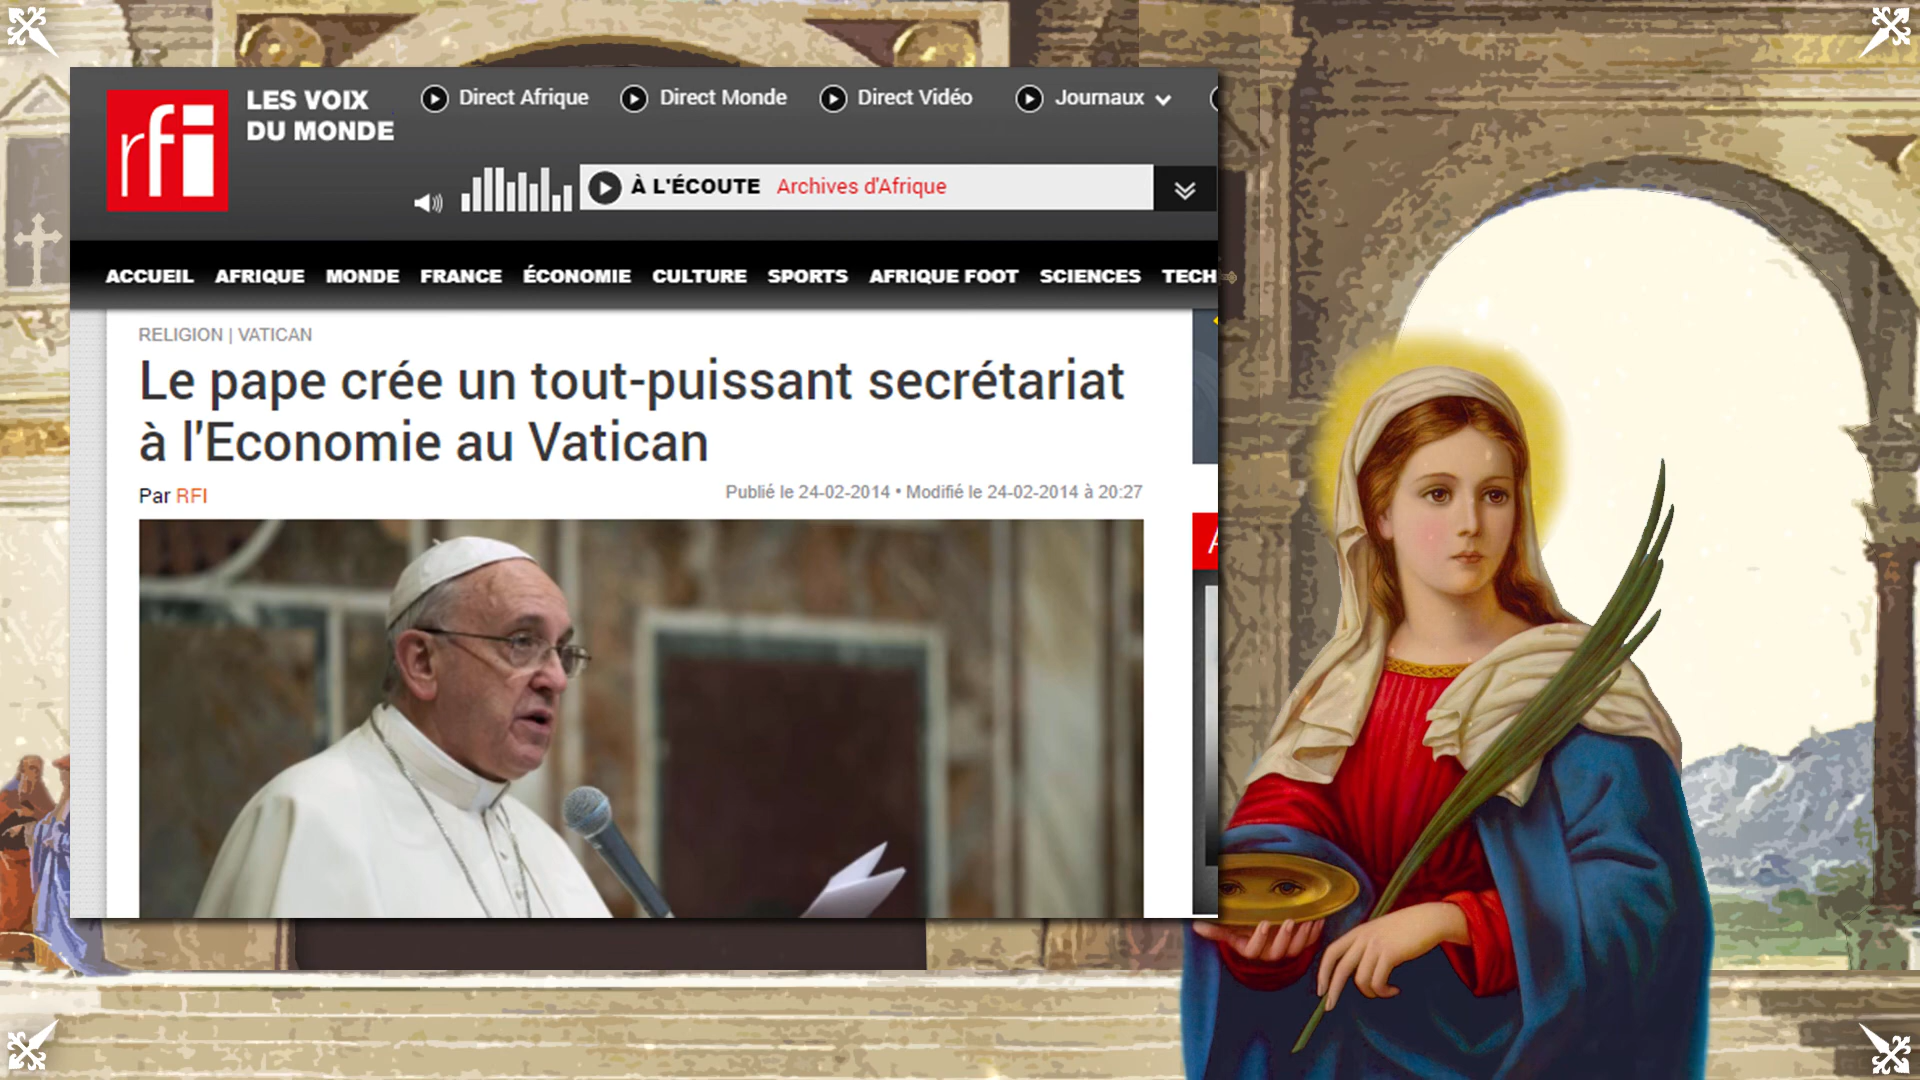 rfi
LES VOIX
DU MONDE
Direct Afrique
Direct Monde
Direct Vidéo
Journaux
À L'ÉCOUTE Archives d'Afrique
ACCUEIL AFRIQUE MONDE FRANCE ÉCONOMIE CULTURE SPORTS AFRIQUE FOOT SCIENCES TECH
RELIGION | VATICAN
Le pape crée un tout-puissant secrétariat
à l'Economie au Vatican
Par RFI
Publié le 24-02-2014 • Modifié le 24-02-2014 à 20:27